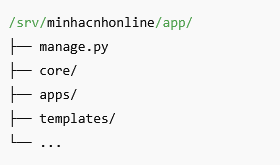 /srv/minhacnhonline/app/
├── manage.py
├── core/
├── apps/
├── templates/
└── ...